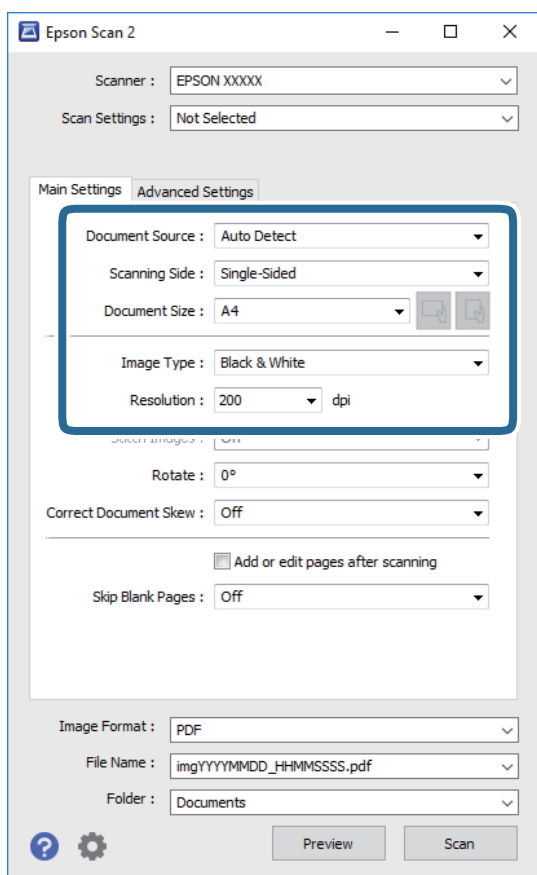 Epson Scan 2
Scanner : EPSON XXXXX
Scan Settings : Not Selected
Main Settings Advanced Settings
Document Source : Auto Detect
Scanning Side : Single-Sided
Document Size : A4
Image Type : Black & White
Resolution : 200 dpi
Rotate : 0°
Correct Document Skew : Off
Add or edit pages after scanning
Skip Blank Pages : Off
Image Format : PDF
File Name : imgYYYYMMDD_HHMMSSSS.pdf
Folder : Documents
? Preview Scan